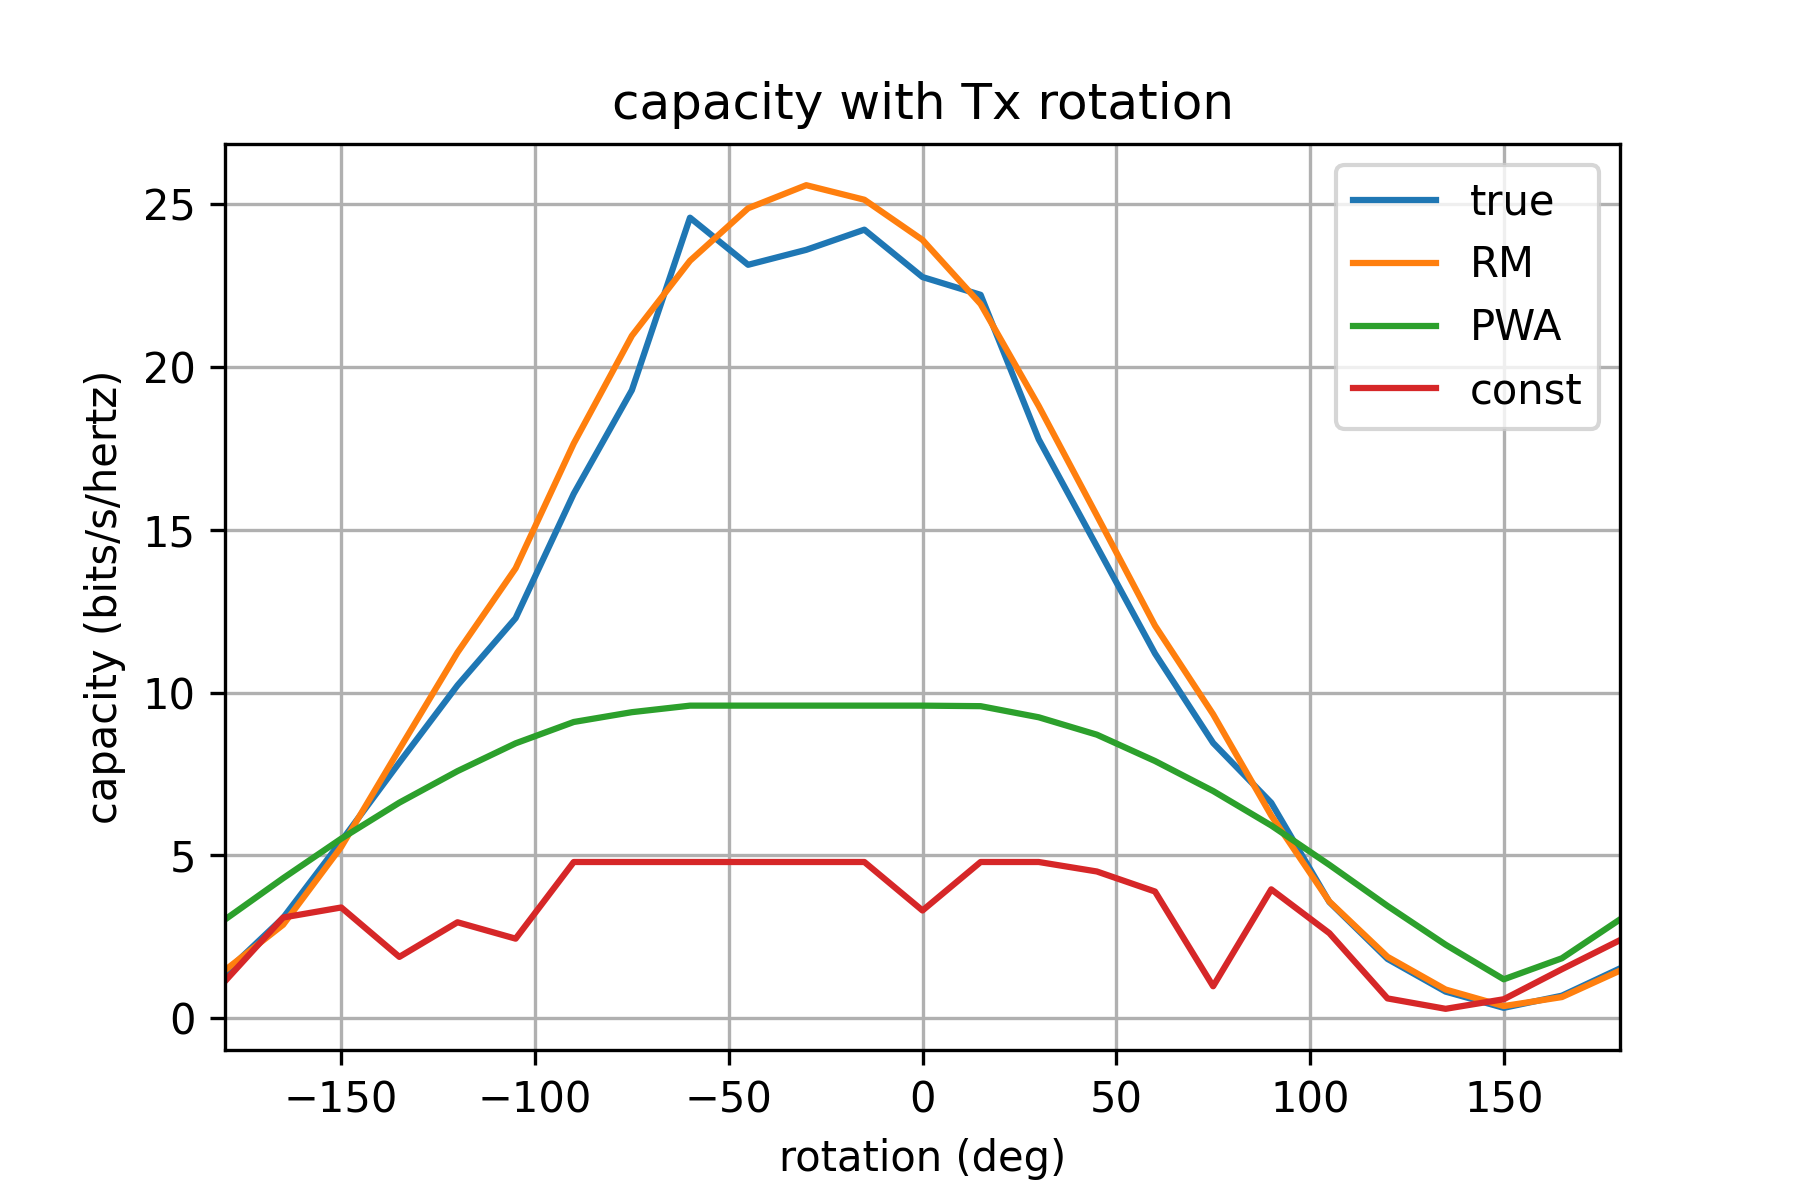 capacity with Tx rotation
capacity (bits/s/hertz)
25
20
15
10
5
0
−150
−100
−50
0
50
100
150
rotation (deg)
true
RM
PWA
const